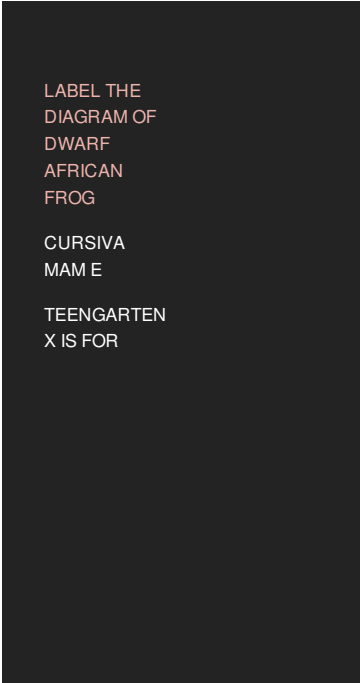 LABEL THE
DIAGRAM OF
DWARF
AFRICAN
FROG
CURSIVA
MAM E
TEENGARTEN
X IS FOR